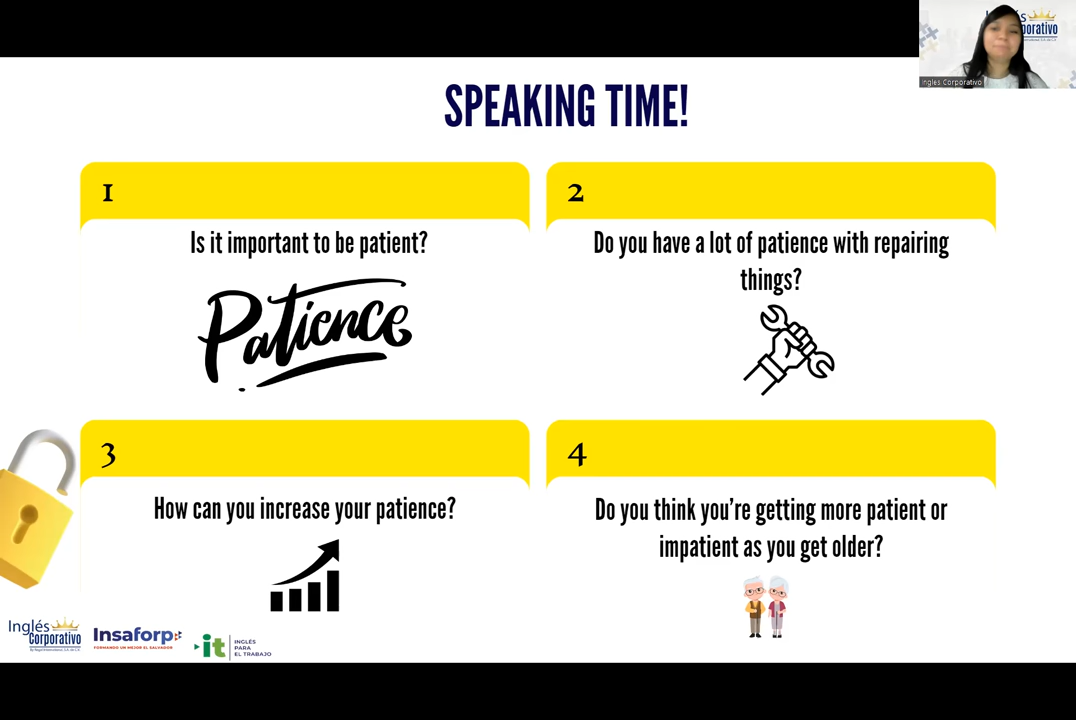 Inglés Corporativo
SPEAKING TIME!
1
Is it important to be patient?
Patience
2
Do you have a lot of patience with repairing
things?
3
How can you increase your patience?
4
Do you think you're getting more patient or
impatient as you get older?
Inglés
Corporativo
Insaforp
FORMANDO UN MEJOR EL SALVADOR
it
INGLÉS
PARA
EL TRABAJO